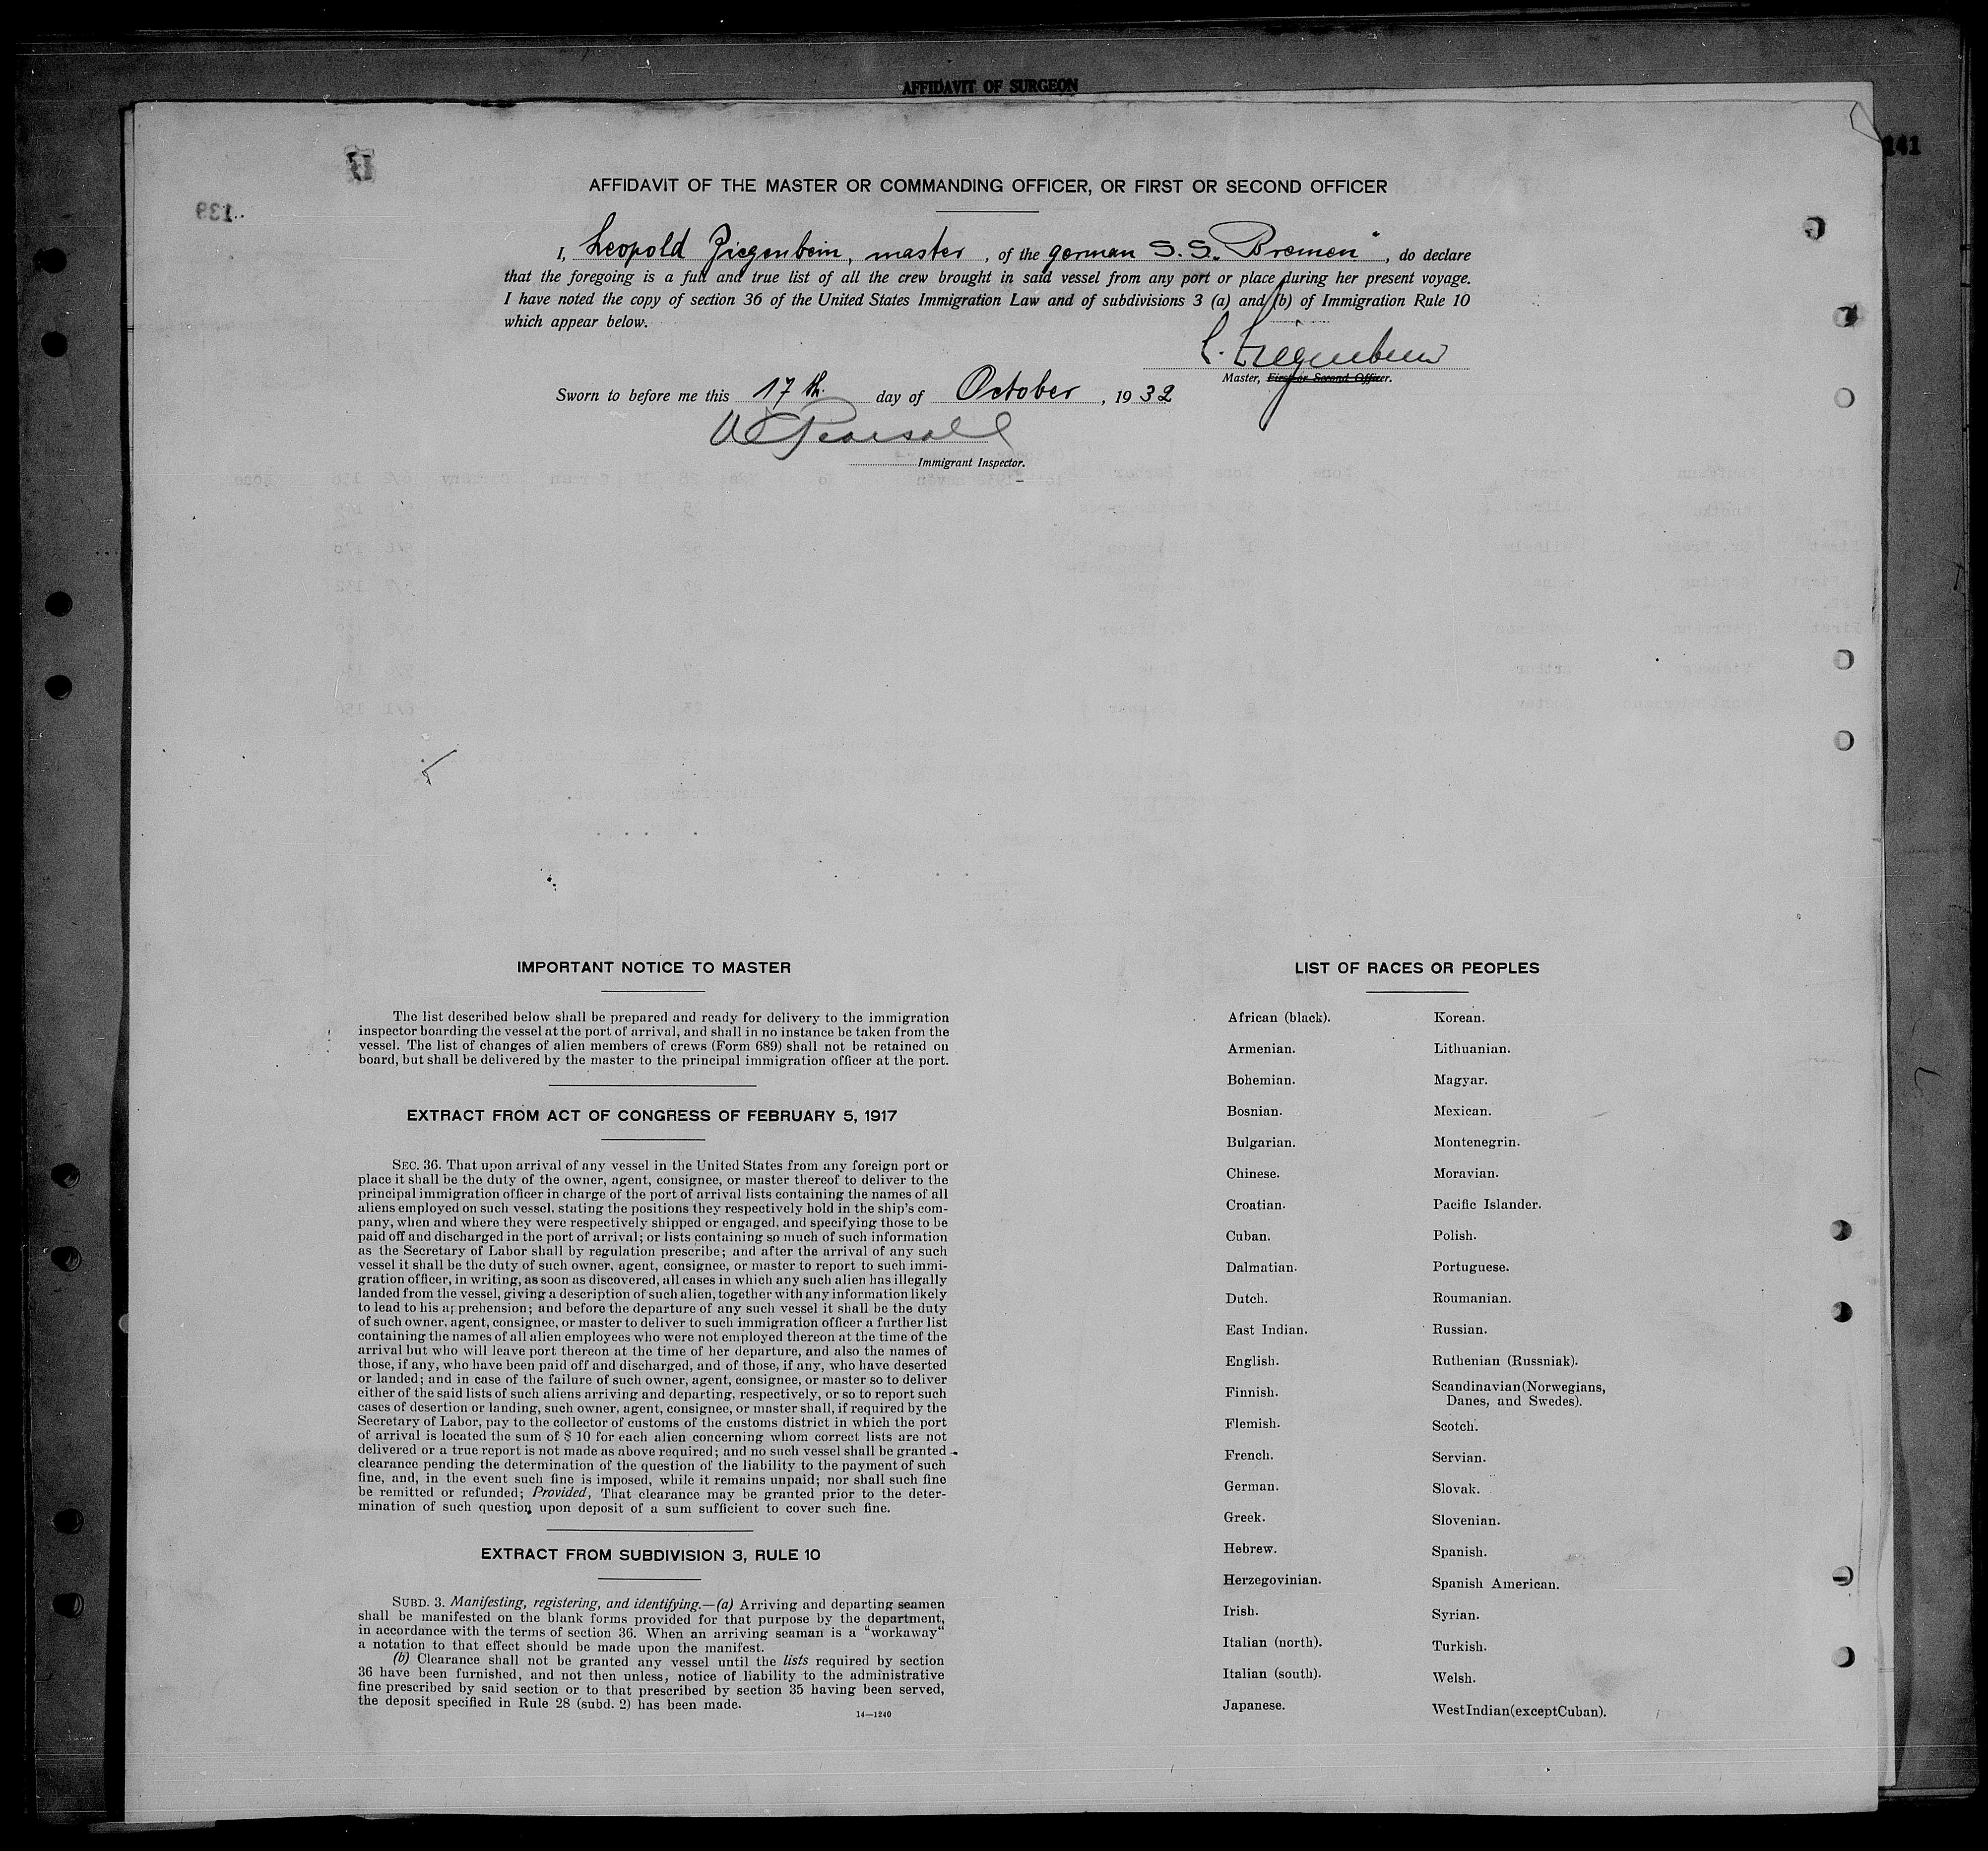 AFFIDAVIT OF SURGEON
141
139
AFFIDAVIT OF THE MASTER OR COMMANDING OFFICER, OR FIRST OR SECOND OFFICER
I, Leopold Ziegenbein, master, of the german S.S. "Bremen", do declare
that the foregoing is a full and true list of all the crew brought in said vessel from any port or place during her present voyage.
I have noted the copy of section 36 of the United States Immigration Law and of subdivisions 3 (a) and (b) of Immigration Rule 10
which appear below.
L. Ziegenbein
Master, First or Second Officer.
Sworn to before me this 17th. day of October, 1932
Pearsall
Immigrant Inspector.
IMPORTANT NOTICE TO MASTER
The list described below shall be prepared and ready for delivery to the immigration
inspector boarding the vessel at the port of arrival, and shall in no instance be taken from the
vessel. The list of changes of alien members of crews (Form 689) shall not be retained on
board, but shall be delivered by the master to the principal immigration officer at the port.
EXTRACT FROM ACT OF CONGRESS OF FEBRUARY 5, 1917
SEC. 36. That upon arrival of any vessel in the United States from any foreign port or
place it shall be the duty of the owner, agent, consignee, or master thereof to deliver to the
principal immigration officer in charge of the port of arrival lists containing the names of all
aliens employed on such vessel, stating the positions they respectively hold in the ship's com-
pany, when and where they were respectively shipped or engaged, and specifying those to be
paid off and discharged in the port of arrival; or lists containing so much of such information
as the Secretary of Labor shall by regulation prescribe; and after the arrival of any such
vessel it shall be the duty of such owner, agent, consignee, or master to report to such immi-
gration officer, in writing, as soon as discovered, all cases in which any such alien has illegally
landed from the vessel, giving a description of such alien, together with any information likely
to lead to his apprehension; and before the departure of any such vessel it shall be the duty
of such owner, agent, consignee, or master to deliver to such immigration officer a further list
containing the names of all alien employees who were not employed thereon at the time of the
arrival but who will leave port thereon at the time of her departure, and also the names of
those, if any, who have been paid off and discharged, and of those, if any, who have deserted
or landed; and in case of the failure of such owner, agent, consignee, or master so to deliver
either of the said lists of such aliens arriving and departing, respectively, or so to report such
cases of desertion or landing, such owner, agent, consignee, or master shall, if required by the
Secretary of Labor, pay to the collector of customs of the customs district in which the port
of arrival is located the sum of $ 10 for each alien concerning whom correct lists are not
delivered or a true report is not made as above required; and no such vessel shall be granted
clearance pending the determination of the question of the liability to the payment of such
fine, and, in the event such fine is imposed, while it remains unpaid; nor shall such fine
be remitted or refunded; Provided, That clearance may be granted prior to the deter-
mination of such question upon deposit of a sum sufficient to cover such fine.
EXTRACT FROM SUBDIVISION 3, RULE 10
SUBD. 3. Manifesting, registering, and identifying.—(a) Arriving and departing seamen
shall be manifested on the blank forms provided for that purpose by the department,
in accordance with the terms of section 36. When an arriving seaman is a "workaway"
a notation to that effect should be made upon the manifest.
(b) Clearance shall not be granted any vessel until the lists required by section
36 have been furnished, and not then unless, notice of liability to the administrative
fine prescribed by said section or to that prescribed by section 35 having been served,
the deposit specified in Rule 28 (subd. 2) has been made.
14—1240
LIST OF RACES OR PEOPLES
African (black).
Armenian.
Bohemian.
Bosnian.
Bulgarian.
Chinese.
Croatian.
Cuban.
Dalmatian.
Dutch.
East Indian.
English.
Finnish.
Flemish.
French.
German.
Greek.
Hebrew.
Herzegovinian.
Irish.
Italian (north).
Italian (south).
Japanese.
Korean.
Lithuanian.
Magyar.
Mexican.
Montenegrin.
Moravian.
Pacific Islander.
Polish.
Portuguese.
Roumanian.
Russian.
Ruthenian (Russniak).
Scandinavian (Norwegians,
Danes, and Swedes).
Scotch.
Servian.
Slovak.
Slovenian.
Spanish.
Spanish American.
Syrian.
Turkish.
Welsh.
West Indian (except Cuban).